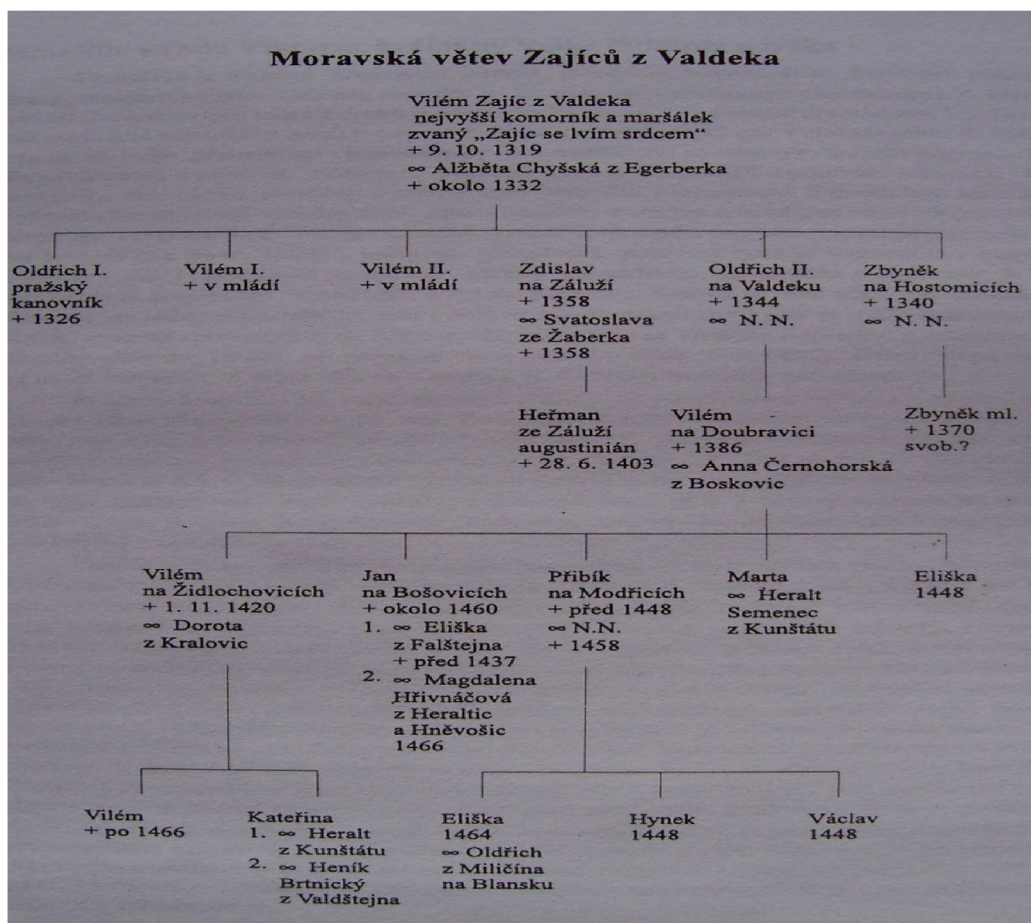 Moravská větev Zajíců z Valdeka
Vilém Zajíc z Valdeka
nejvyšší komorník a maršálek
zvaný „Zajíc se lvím srdcem“
+ 9. 10. 1319
∞ Alžběta Chyšská z Egerberka
+ okolo 1332
Oldřich I.
pražský
kanovník
+ 1326
Vilém I.
+ v mládí
Vilém II.
+ v mládí
Zdislav
na Záluží
+ 1358
∞ Svatoslava
ze Žaberka
+ 1358
Oldřich II.
na Valdeku
+ 1344
∞ N. N.
Zbyněk
na Hostomicích
+ 1340
∞ N. N.
Heřman
ze Záluží
augustinián
+ 28. 6. 1403
Vilém
na Doubravici
+ 1386
∞ Anna Černohorská
z Boskovic
Zbyněk ml.
+ 1370
svob.?
Vilém
na Židlochovicích
+ 1. 11. 1420
∞ Dorota
z Kralovic
Jan
na Bošovicích
+ okolo 1460
1. ∞ Eliška
z Falštejna
+ před 1437
2. ∞ Magdalena
Hřivnáčová
z Heraltic
a Hněvošic
1466
Přibík
na Modřicích
+ před 1448
∞ N.N.
+ 1458
Marta
∞ Heralt
Semenec
z Kunštátu
Eliška
1448
Vilém
+ po 1466
Kateřina
1. ∞ Heralt
z Kunštátu
2. ∞ Heník
Brtnický
z Valdštejna
Eliška
1464
∞ Oldřich
z Miličína
na Blansku
Hynek
1448
Václav
1448